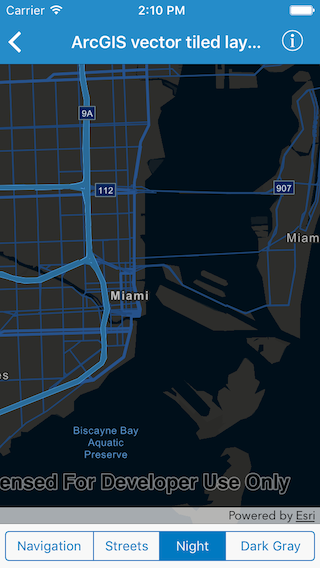 Carrier 2:10 PM
ArcGIS vector tiled lay...
9A
112
907
Miam
Miami
es
Biscayne Bay
Aquatic
Preserve
ensed For Developer Use Only
Powered by Esri
Navigation Streets Night Dark Gray